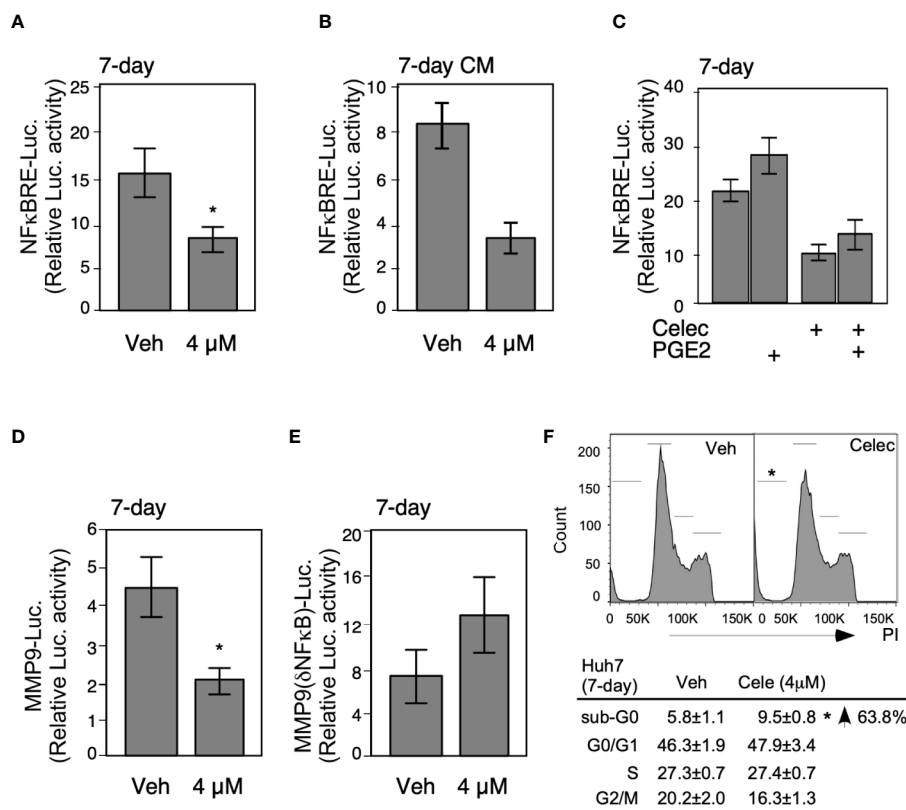 A
7-day
NFκBRE-Luc.
(Relative Luc. activity)
25
20
15
10
5
0
*
Veh 4 μM
B
7-day CM
NFκBRE-Luc.
(Relative Luc. activity)
10
8
6
4
2
0
Veh 4 μM
C
7-day
NFκBRE-Luc.
(Relative Luc. activity)
40
30
20
10
0
Celec + +
PGE2 + +
D
7-day
MMP9-Luc.
(Relative Luc. activity)
6
5
4
3
2
1
0
*
Veh 4 μM
E
7-day
MMP9(δNFκB)-Luc.
(Relative Luc. activity)
20
16
12
8
4
0
Veh 4 μM
F
Veh Celec
*
Count
200
150
100
50
0
0 50K 100K 150K 0 50K 100K 150K
PI
Huh7
(7-day) Veh Cele (4μM)
sub-G0 5.8±1.1 9.5±0.8 * 63.8%
G0/G1 46.3±1.9 47.9±3.4
S 27.3±0.7 27.4±0.7
G2/M 20.2±2.0 16.3±1.3